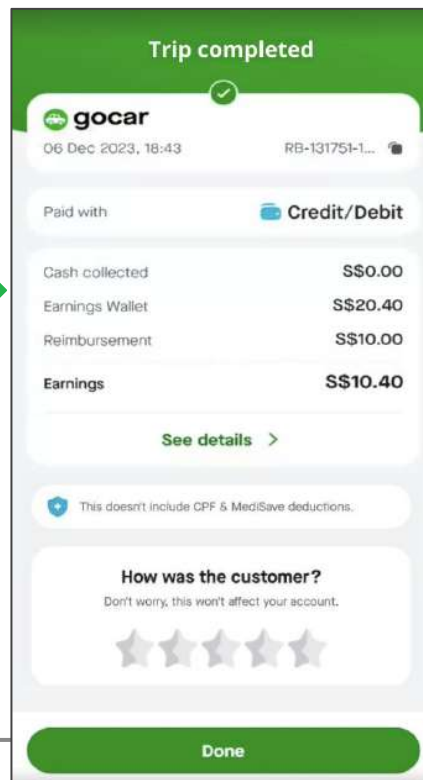 Trip completed
gocar
06 Dec 2023, 18:43 RB-131751-1...
Paid with Credit/Debit
Cash collected S$0.00
Earnings Wallet S$20.40
Reimbursement S$10.00
Earnings S$10.40
See details >
This doesn't include CPF & MediSave deductions.
How was the customer?
Don't worry, this won't affect your account.
Done